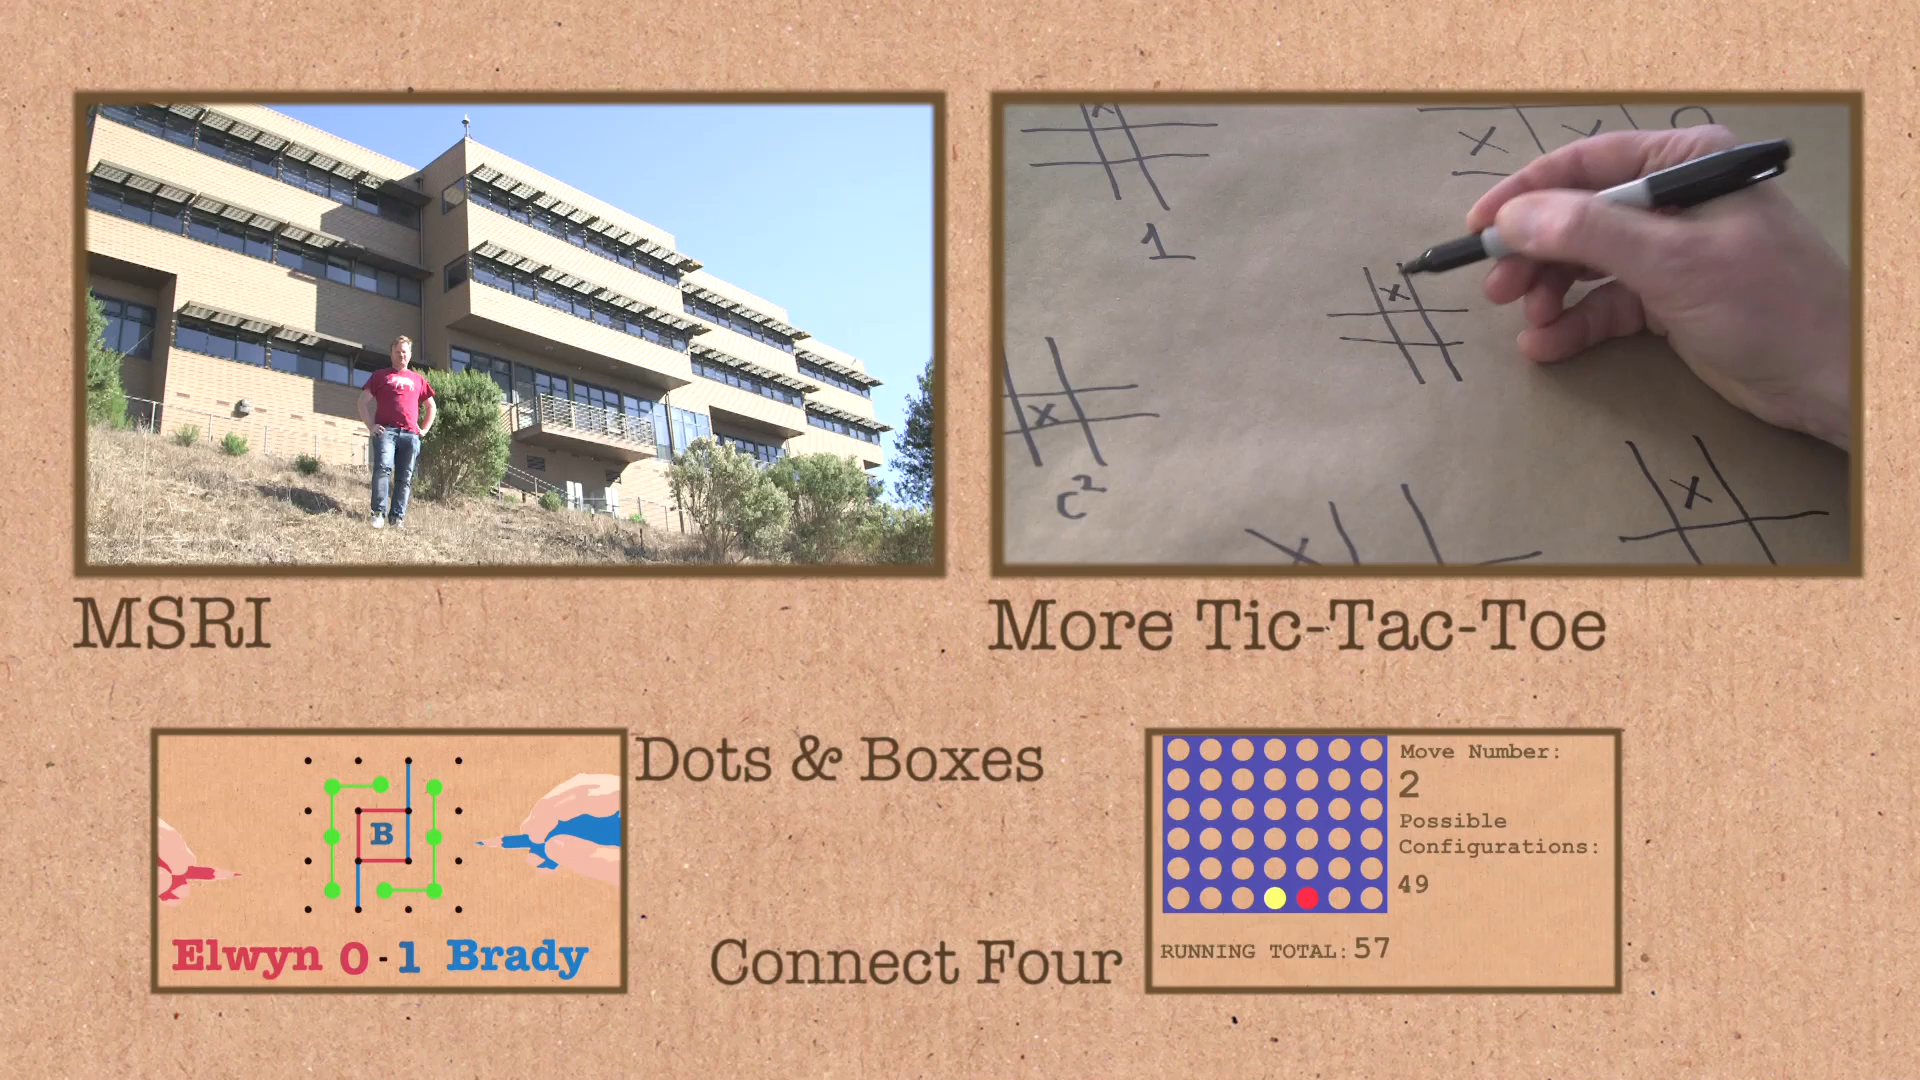 x
x
x
1
x
x
c²
x
x
MSRI
More Tic-Tac-Toe
Dots & Boxes
B
Elwyn 0 - 1 Brady
Connect Four
Move Number:
2
Possible
Configurations:
49
RUNNING TOTAL: 57